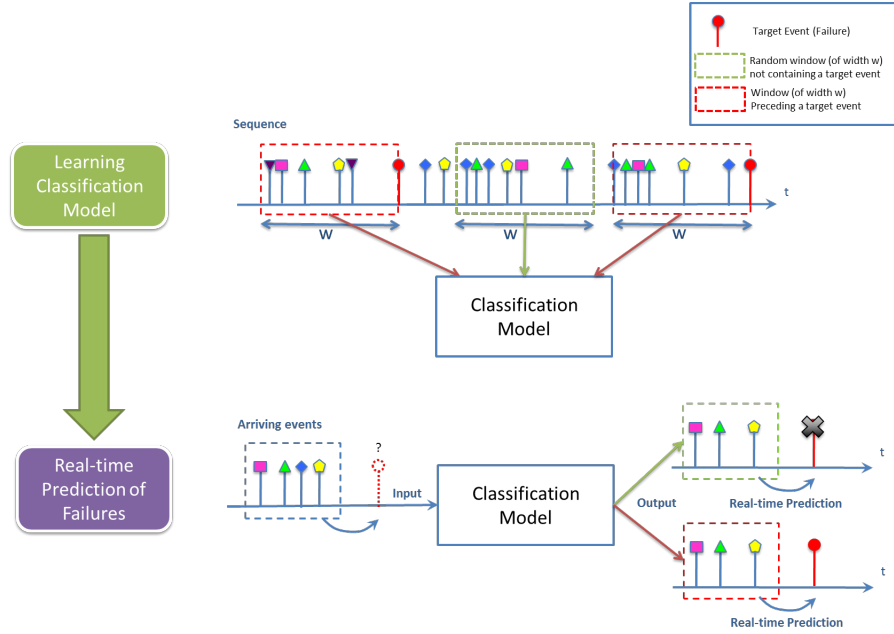 Target Event (Failure)
Random window (of width w)
not containing a target event
Window (of width w)
Preceding a target event
Sequence
Learning
Classification
Model
t
W
W
W
Classification
Model
Arriving events
?
Real-time
Prediction of
Failures
Input
Classification
Model
Output
t
Real-time Prediction
t
Real-time Prediction